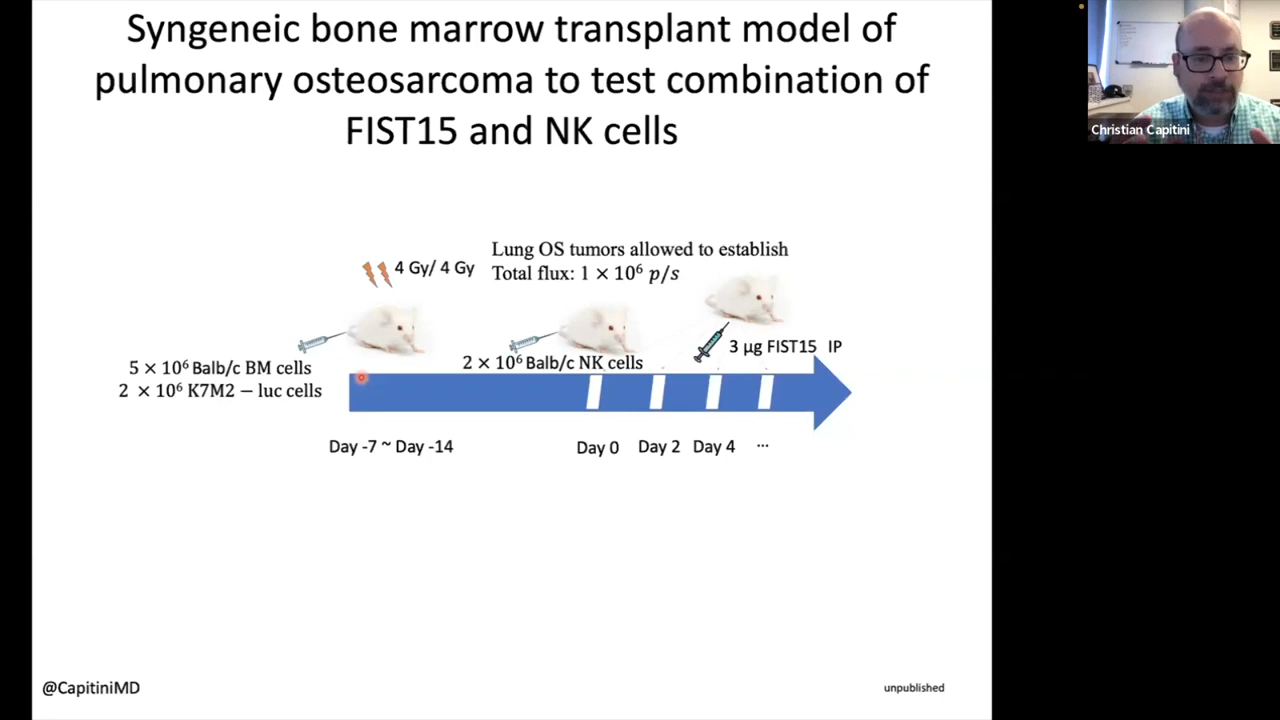 Syngeneic bone marrow transplant model of
pulmonary osteosarcoma to test combination of
FIST15 and NK cells
Christian Capitini
Lung OS tumors allowed to establish
4 Gy/ 4 Gy
Total flux: 1 × 10⁶ p/s
3 µg FIST15 IP
5 × 10⁶ Balb/c BM cells
2 × 10⁶ Balb/c NK cells
2 × 10⁶ K7M2 – luc cells
Day -7 ~ Day -14
Day 0
Day 2
Day 4
...
@CapitiniMD
unpublished